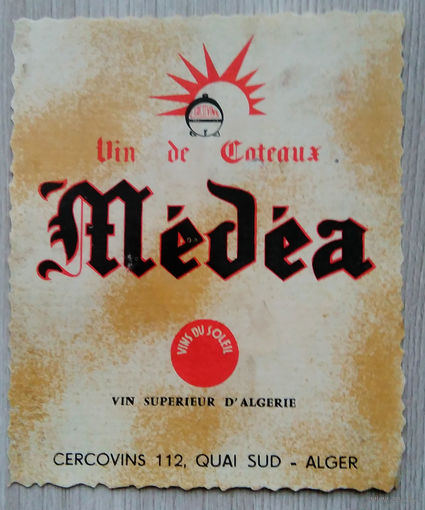 Vin de Coteaux
Médéa
VINS DU SOLEIL
VIN SUPERIEUR D'ALGERIE
CERCOVINS 112, QUAI SUD - ALGER